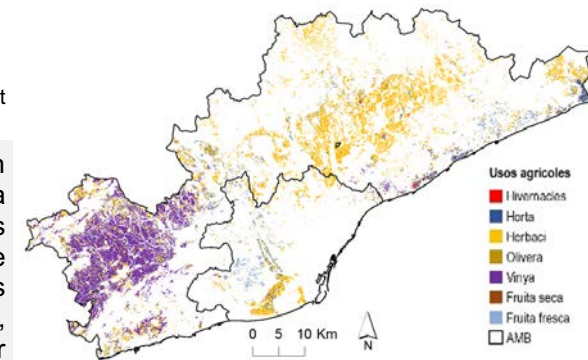 t
n
a
s
e
s
,
r
Usos agrícoles
Hivernacles
Horta
Herbaci
Olivera
Vinya
Fruita seca
Fruita fresca
AMB
0 5 10 Km
N